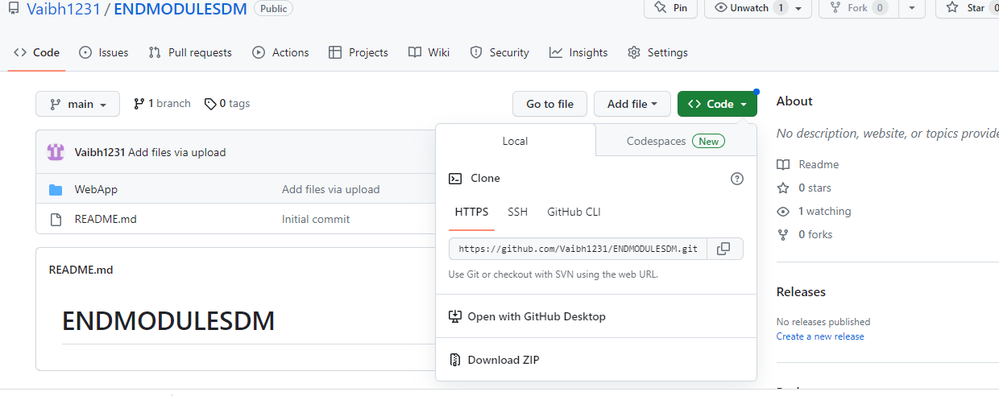 Vaibh1231 / ENDMODULESDM Public
Pin Unwatch 1 Fork 0 Star 0
Code Issues Pull requests Actions Projects Wiki Security Insights Settings
main 1 branch 0 tags Go to file Add file Code
Vaibh1231 Add files via upload
WebApp Add files via upload
README.md Initial commit
README.md
ENDMODULESDM
Local Codespaces New
Clone
HTTPS SSH GitHub CLI
https://github.com/Vaibh1231/ENDMODULESDM.git
Use Git or checkout with SVN using the web URL.
Open with GitHub Desktop
Download ZIP
About
No description, website, or topics provide
Readme
0 stars
1 watching
0 forks
Releases
No releases published
Create a new release